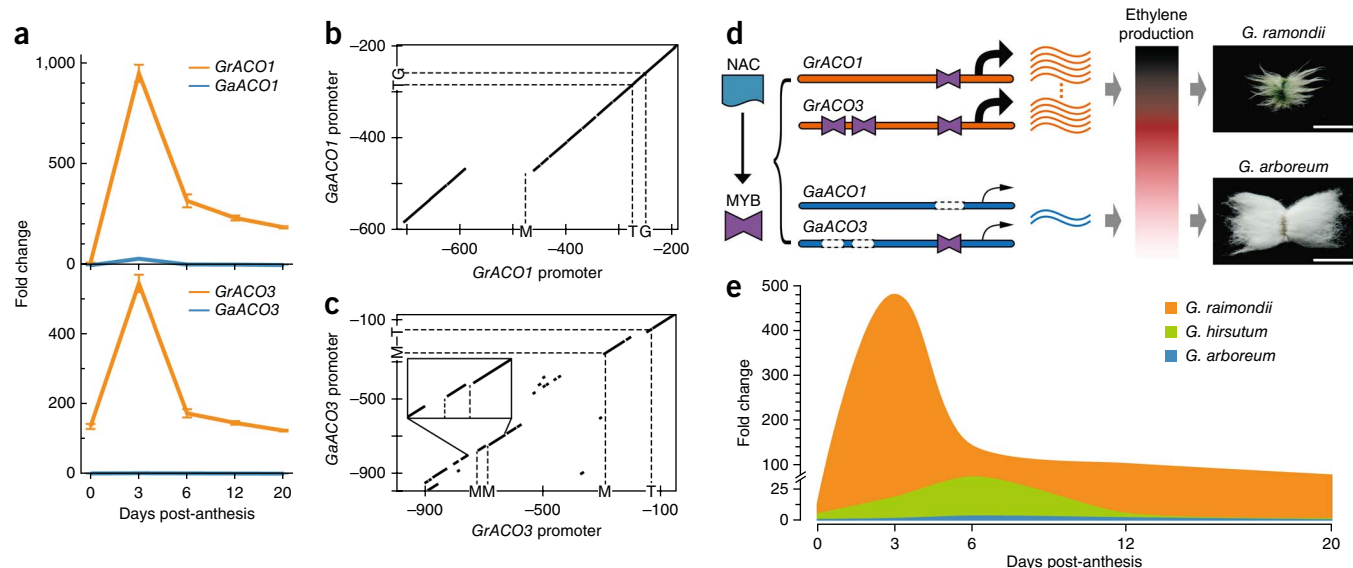 a
1,000
500
0
GrACO1
GaACO1
Fold change
400
200
0
GrACO3
GaACO3
0 3 6 12 20
Days post-anthesis
b
–200
–400
–600
GaACO1 promoter
T G
–600 M –400 T G –200
GrACO1 promoter
c
–100
–500
–900
GaACO3 promoter
M T
–900 M M –500 M T –100
GrACO3 promoter
d
NAC
MYB
GrACO1
GrACO3
GaACO1
GaACO3
Ethylene
production
G. ramondii
G. arboreum
e
500
400
300
200
100
25
0
Fold change
G. raimondii
G. hirsutum
G. arboreum
0 3 6 12 20
Days post-anthesis